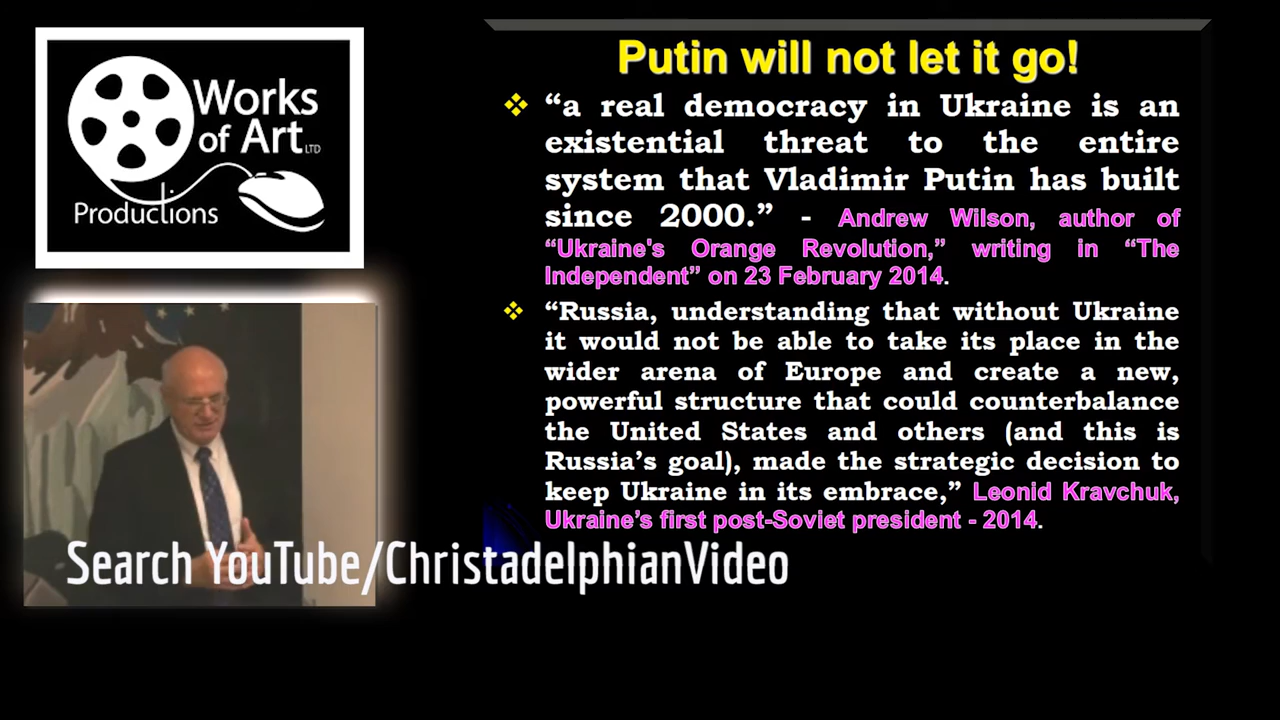 Works
of Art LTD
Productions
Putin will not let it go!
“a real democracy in Ukraine is an
existential threat to the entire
system that Vladimir Putin has built
since 2000.” - Andrew Wilson, author of
“Ukraine's Orange Revolution,” writing in “The
Independent” on 23 February 2014.
“Russia, understanding that without Ukraine
it would not be able to take its place in the
wider arena of Europe and create a new,
powerful structure that could counterbalance
the United States and others (and this is
Russia’s goal), made the strategic decision to
keep Ukraine in its embrace,” Leonid Kravchuk,
Ukraine’s first post-Soviet president - 2014.
Search YouTube/ChristadelphianVideo